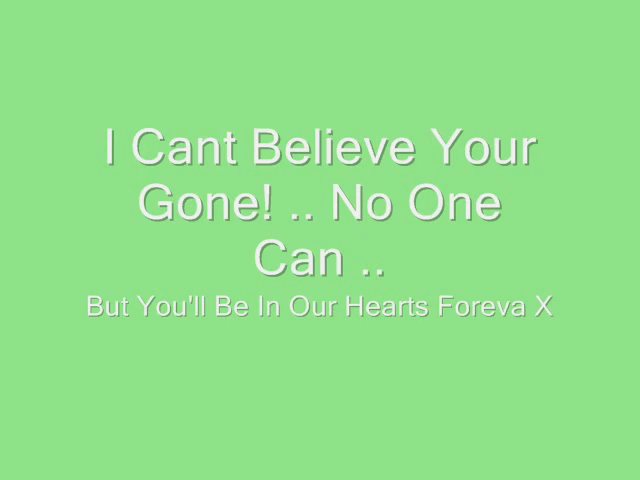 I Cant Believe Your
Gone! .. No One
Can ..
But You'll Be In Our Hearts Foreva X